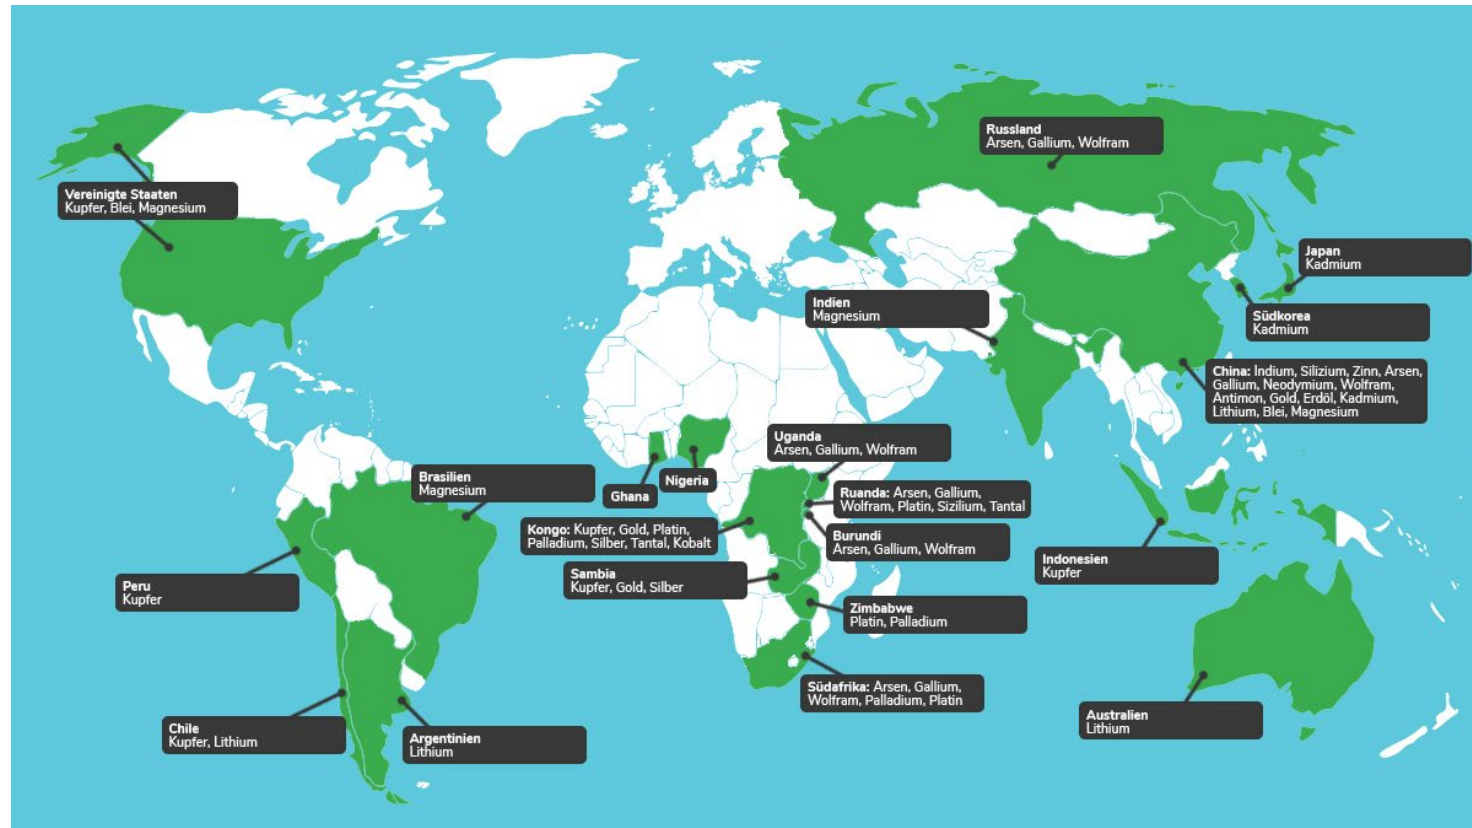 Russland
Arsen, Gallium, Wolfram
Vereinigte Staaten
Kupfer, Blei, Magnesium
Japan
Kadmium
Indien
Magnesium
Südkorea
Kadmium
China: Indium, Silizium, Zinn, Arsen,
Gallium, Neodymium, Wolfram,
Antimon, Gold, Erdöl, Kadmium,
Lithium, Blei, Magnesium
Uganda
Arsen, Gallium, Wolfram
Brasilien
Magnesium
Nigeria
Ghana
Ruanda: Arsen, Gallium,
Wolfram, Platin, Sizilium, Tantal
Kongo: Kupfer, Gold, Platin,
Palladium, Silber, Tantal, Kobalt
Burundi
Arsen, Gallium, Wolfram
Indonesien
Kupfer
Sambia
Kupfer, Gold, Silber
Peru
Kupfer
Zimbabwe
Platin, Palladium
Südafrika: Arsen, Gallium,
Wolfram, Palladium, Platin
Australien
Lithium
Chile
Kupfer, Lithium
Argentinien
Lithium